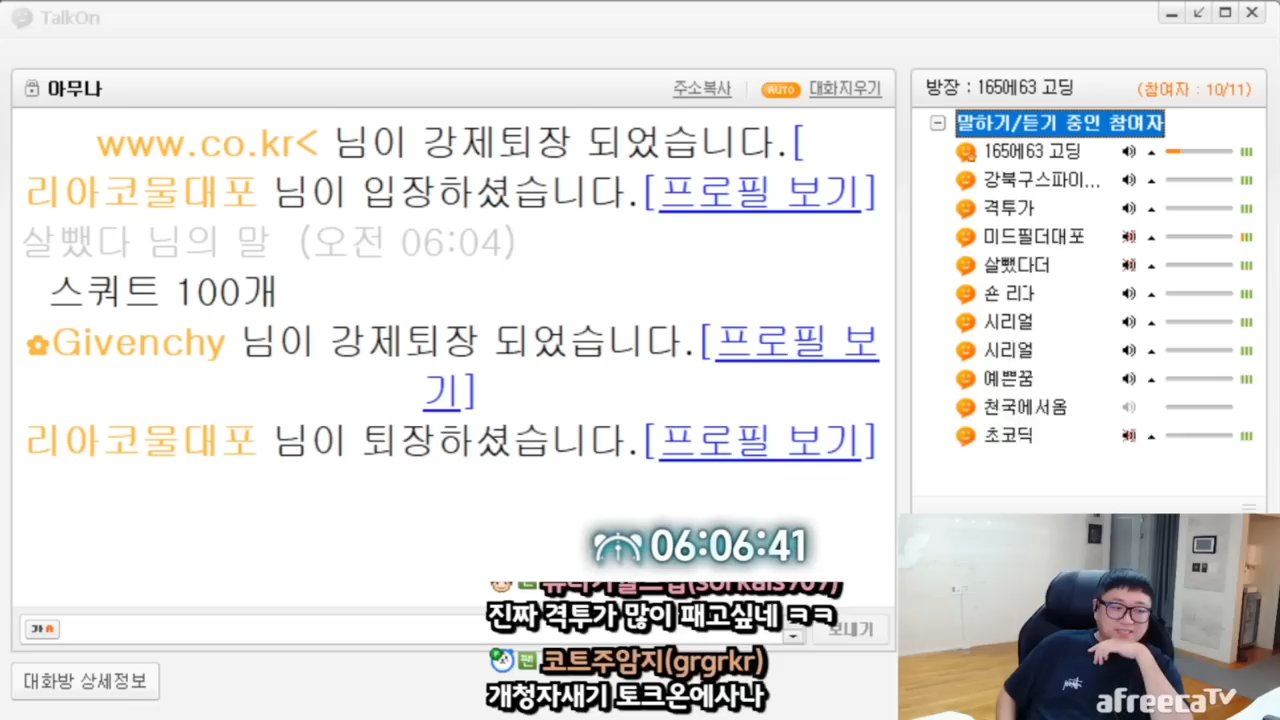 TalkOn
아무나
주소복사
AUTO 대화지우기
www.co.kr< 님이 강제퇴장 되었습니다.[
리아코물대포 님이 입장하셨습니다.[프로필 보기]
살뺐다 님의 말 (오전 06:04)
스쿼트 100개
✿Givenchy 님이 강제퇴장 되었습니다.[프로필 보
기]
리아코물대포 님이 퇴장하셨습니다.[프로필 보기]
06:06:41
진짜 격투가 많이 패고싶네 ㅋㅋ
팬 코트주암지(grgrkr)
개청자새기 토크온에사나
가
보내기
대화방 상세정보
방장 : 165에63 고딩 (참여자 : 10/11)
말하기/듣기 중인 참여자
165에63 고딩
강북구스파이...
격투가
미드필더대포
살뺐다더
숀 리다
시리얼
시리얼
예쁜꿈
천국에서옴
초코딕
afreecaTV